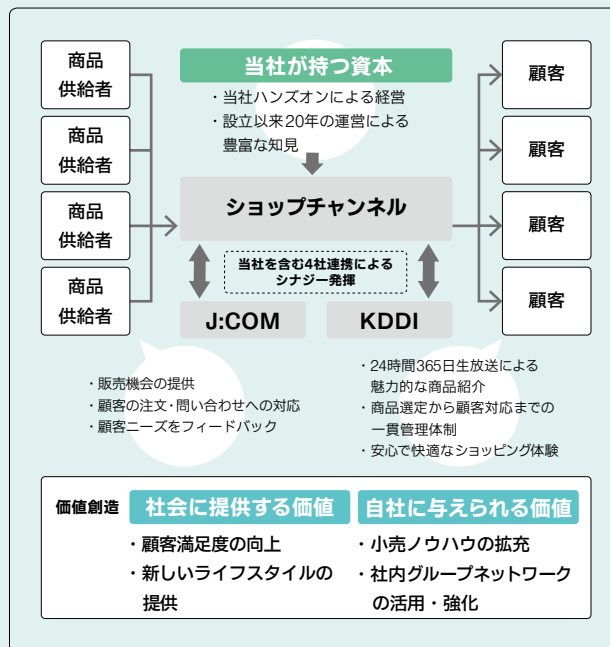 商品
供給者
商品
供給者
商品
供給者
商品
供給者
当社が持つ資本
・当社ハンズオンによる経営
・設立以来20年の運営による
豊富な知見
ショップチャンネル
当社を含む4社連携による
シナジー発揮
J:COM
KDDI
顧客
顧客
顧客
顧客
・販売機会の提供
・顧客の注文・問い合わせへの対応
・顧客ニーズをフィードバック
・24時間365日生放送による
魅力的な商品紹介
・商品選定から顧客対応までの
一貫管理体制
・安心で快適なショッピング体験
価値創造
社会に提供する価値
・顧客満足度の向上
・新しいライフスタイルの
提供
自社に与えられる価値
・小売ノウハウの拡充
・社内グループネットワーク
の活用・強化